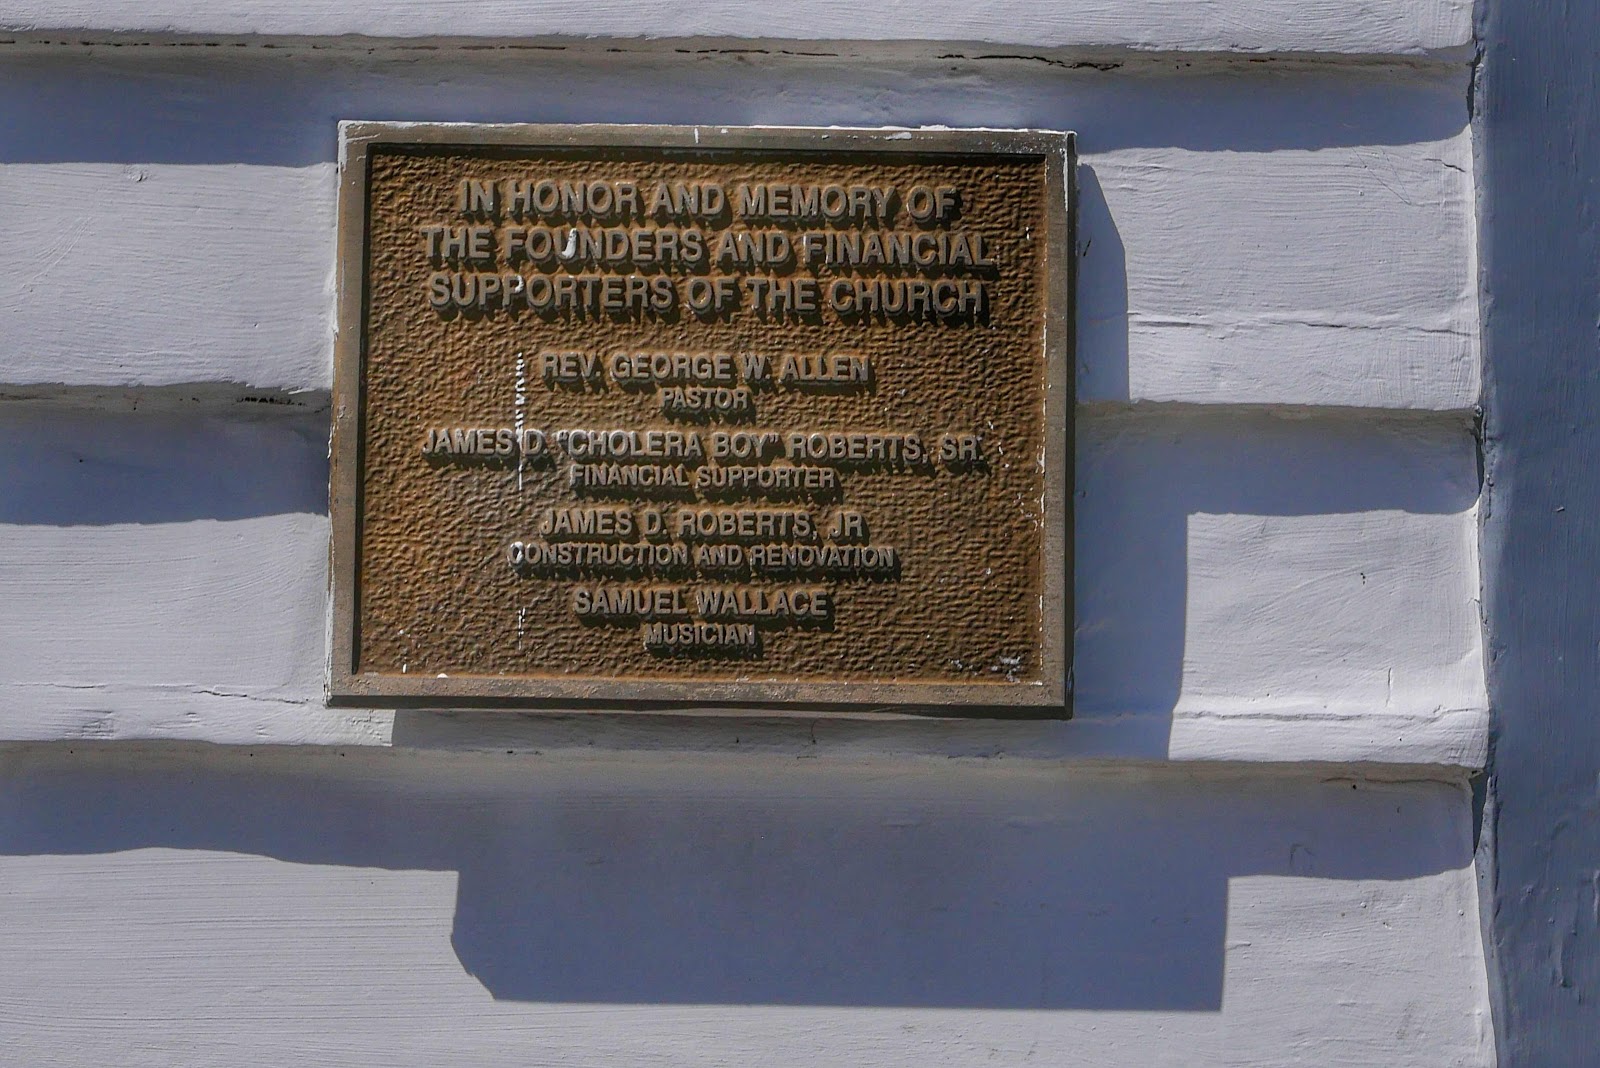 IN HONOR AND MEMORY OF
THE FOUNDERS AND FINANCIAL
SUPPORTERS OF THE CHURCH
REV. GEORGE W. ALLEN
PASTOR
JAMES D. "CHOLERA BOY" ROBERTS, SR.
FINANCIAL SUPPORTER
JAMES D. ROBERTS, JR
CONSTRUCTION AND RENOVATION
SAMUEL WALLACE
MUSICIAN